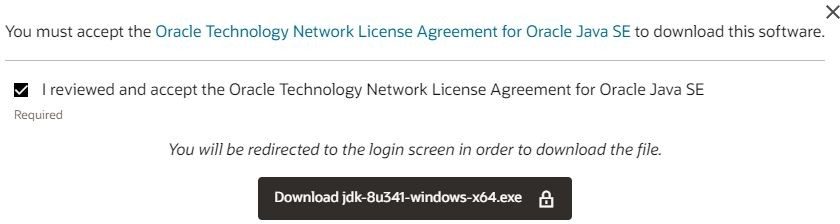 You must accept the Oracle Technology Network License Agreement for Oracle Java SE to download this software.
I reviewed and accept the Oracle Technology Network License Agreement for Oracle Java SE
Required
You will be redirected to the login screen in order to download the file.
Download jdk-8u341-windows-x64.exe